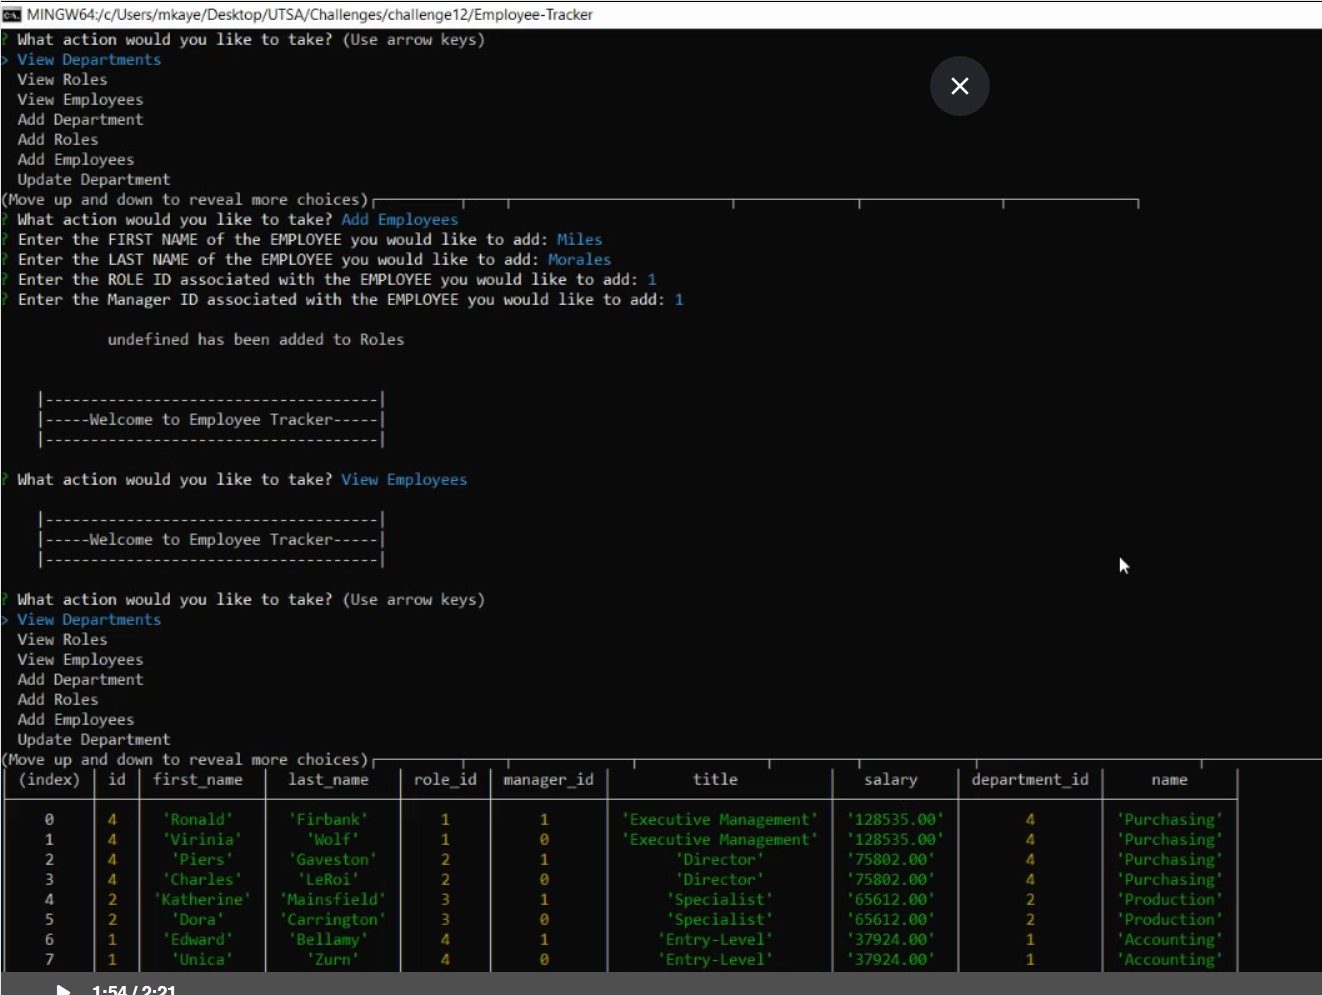 MINGW64:/c/Users/mkaye/Desktop/UTSA/Challenges/challenge12/Employee-Tracker
? What action would you like to take? (Use arrow keys)
> View Departments
View Roles
View Employees
Add Department
Add Roles
Add Employees
Update Department
(Move up and down to reveal more choices)
? What action would you like to take? Add Employees
? Enter the FIRST NAME of the EMPLOYEE you would like to add: Miles
? Enter the LAST NAME of the EMPLOYEE you would like to add: Morales
? Enter the ROLE ID associated with the EMPLOYEE you would like to add: 1
? Enter the Manager ID associated with the EMPLOYEE you would like to add: 1
undefined has been added to Roles
|-------------------------------------|
|-----Welcome to Employee Tracker-----|
|-------------------------------------|
? What action would you like to take? View Employees
|-------------------------------------|
|-----Welcome to Employee Tracker-----|
|-------------------------------------|
? What action would you like to take? (Use arrow keys)
> View Departments
View Roles
View Employees
Add Department
Add Roles
Add Employees
Update Department
(Move up and down to reveal more choices)
(index) id first_name last_name role_id manager_id title salary department_id name
0 4 'Ronald' 'Firbank' 1 1 'Executive Management' '128535.00' 4 'Purchasing'
1 4 'Virinia' 'Wolf' 1 0 'Executive Management' '128535.00' 4 'Purchasing'
2 4 'Piers' 'Gaveston' 2 1 'Director' '75802.00' 4 'Purchasing'
3 4 'Charles' 'LeRoi' 2 0 'Director' '75802.00' 4 'Purchasing'
4 2 'Katherine' 'Mainsfield' 3 1 'Specialist' '65612.00' 2 'Production'
5 2 'Dora' 'Carrington' 3 0 'Specialist' '65612.00' 2 'Production'
6 1 'Edward' 'Bellamy' 4 1 'Entry-Level' '37924.00' 1 'Accounting'
7 1 'Unica' 'Zurn' 4 0 'Entry-Level' '37924.00' 1 'Accounting'
1:54 / 2:21